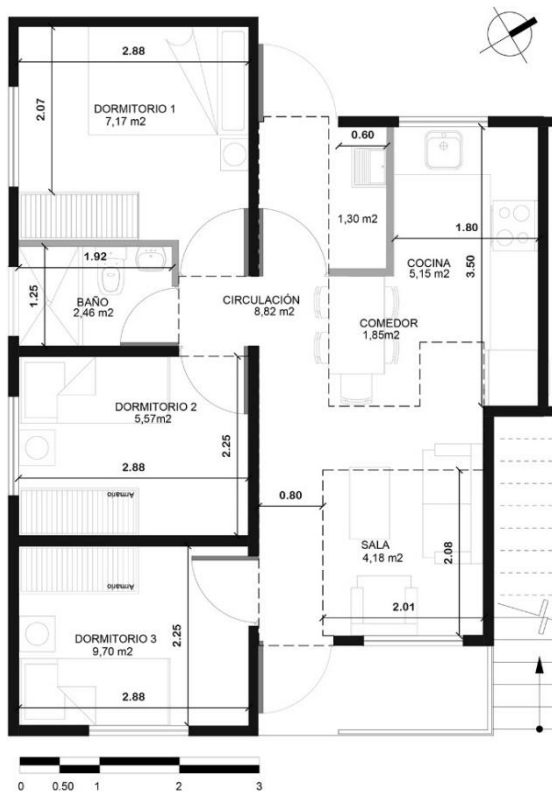 2.88
2.07
DORMITORIO 1
7,17 m2
0.60
1,30 m2
1.80
COCINA
5,15 m2
3.50
1.92
1.25
BAÑO
2,46 m2
CIRCULACIÓN
8,82 m2
COMEDOR
1,85m2
DORMITORIO 2
5,57m2
2.25
2.88
Armario
0.80
SALA
4,18 m2
2.08
2.01
Armario
DORMITORIO 3
9,70 m2
2.25
2.88
0 0.50 1 2 3